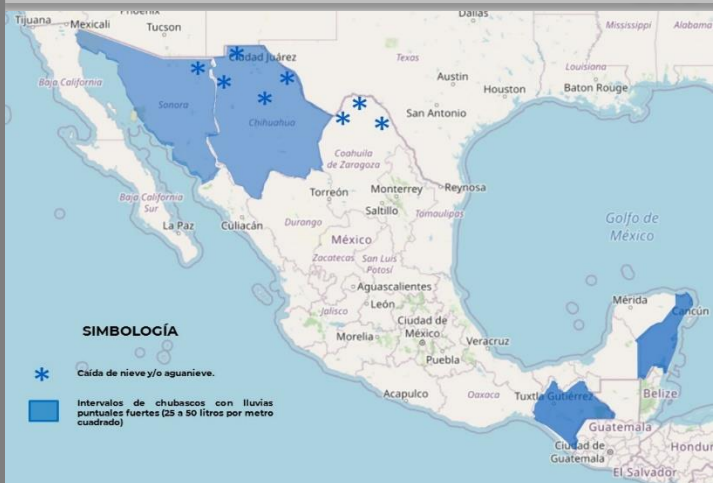 Phoenix
Dallas
Tijuana
Mexicali
Mississippi
Alabama
Tucson
Ciudad Juárez
Texas
Louisiana
Austin
Baja California
Baton Rouge
Houston
Sonora
San Antonio
Chihuahua
Coahuila
de Zaragoza
Torreón
Monterrey
Reynosa
Baja California
Sur
Saltillo
Tamaulipas
La Paz
Culiacán
Durango
Golfo de
México
México
Zacatecas
San Luis
Potosí
Aguascalientes
Mérida
Cancún
León
Jalisco
Ciudad de
México
SIMBOLOGÍA
Morelia
Veracruz
Puebla
Caída de nieve y/o aguanieve.
Acapulco
Oaxaca
Tuxtla Gutiérrez
Belize
Intervalos de chubascos con lluvias
puntuales fuertes (25 a 50 litros por metro
cuadrado)
Guatemala
Ciudad de
Guatemala
Hondur
El Salvador